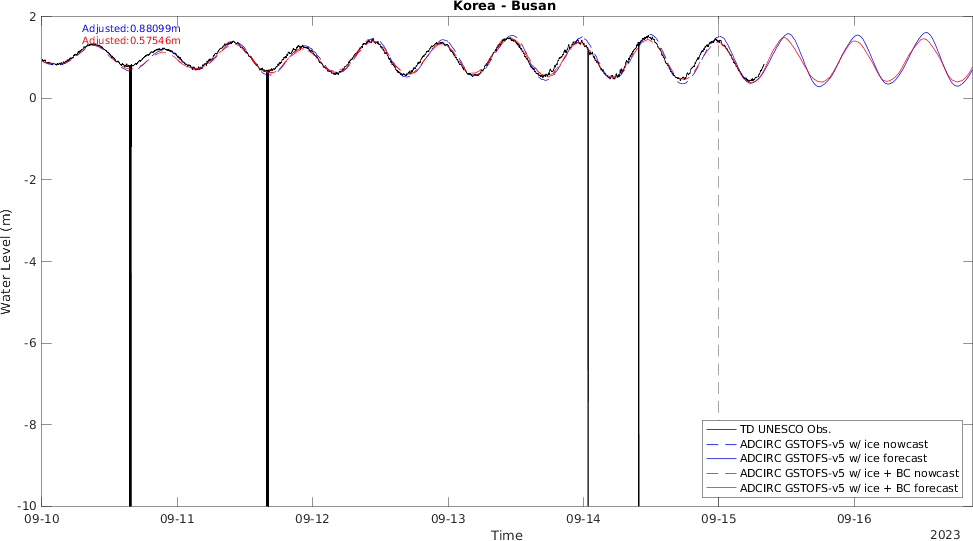 Korea - Busan
Adjusted:0.88099m
Adjusted:0.57546m
2
0
-2
-4
-6
-8
-10
Water Level (m)
TD UNESCO Obs.
ADCIRC GSTOFS-v5 w/ ice nowcast
ADCIRC GSTOFS-v5 w/ ice forecast
ADCIRC GSTOFS-v5 w/ ice + BC nowcast
ADCIRC GSTOFS-v5 w/ ice + BC forecast
09-10 09-11 09-12 09-13 09-14 09-15 09-16
Time
2023